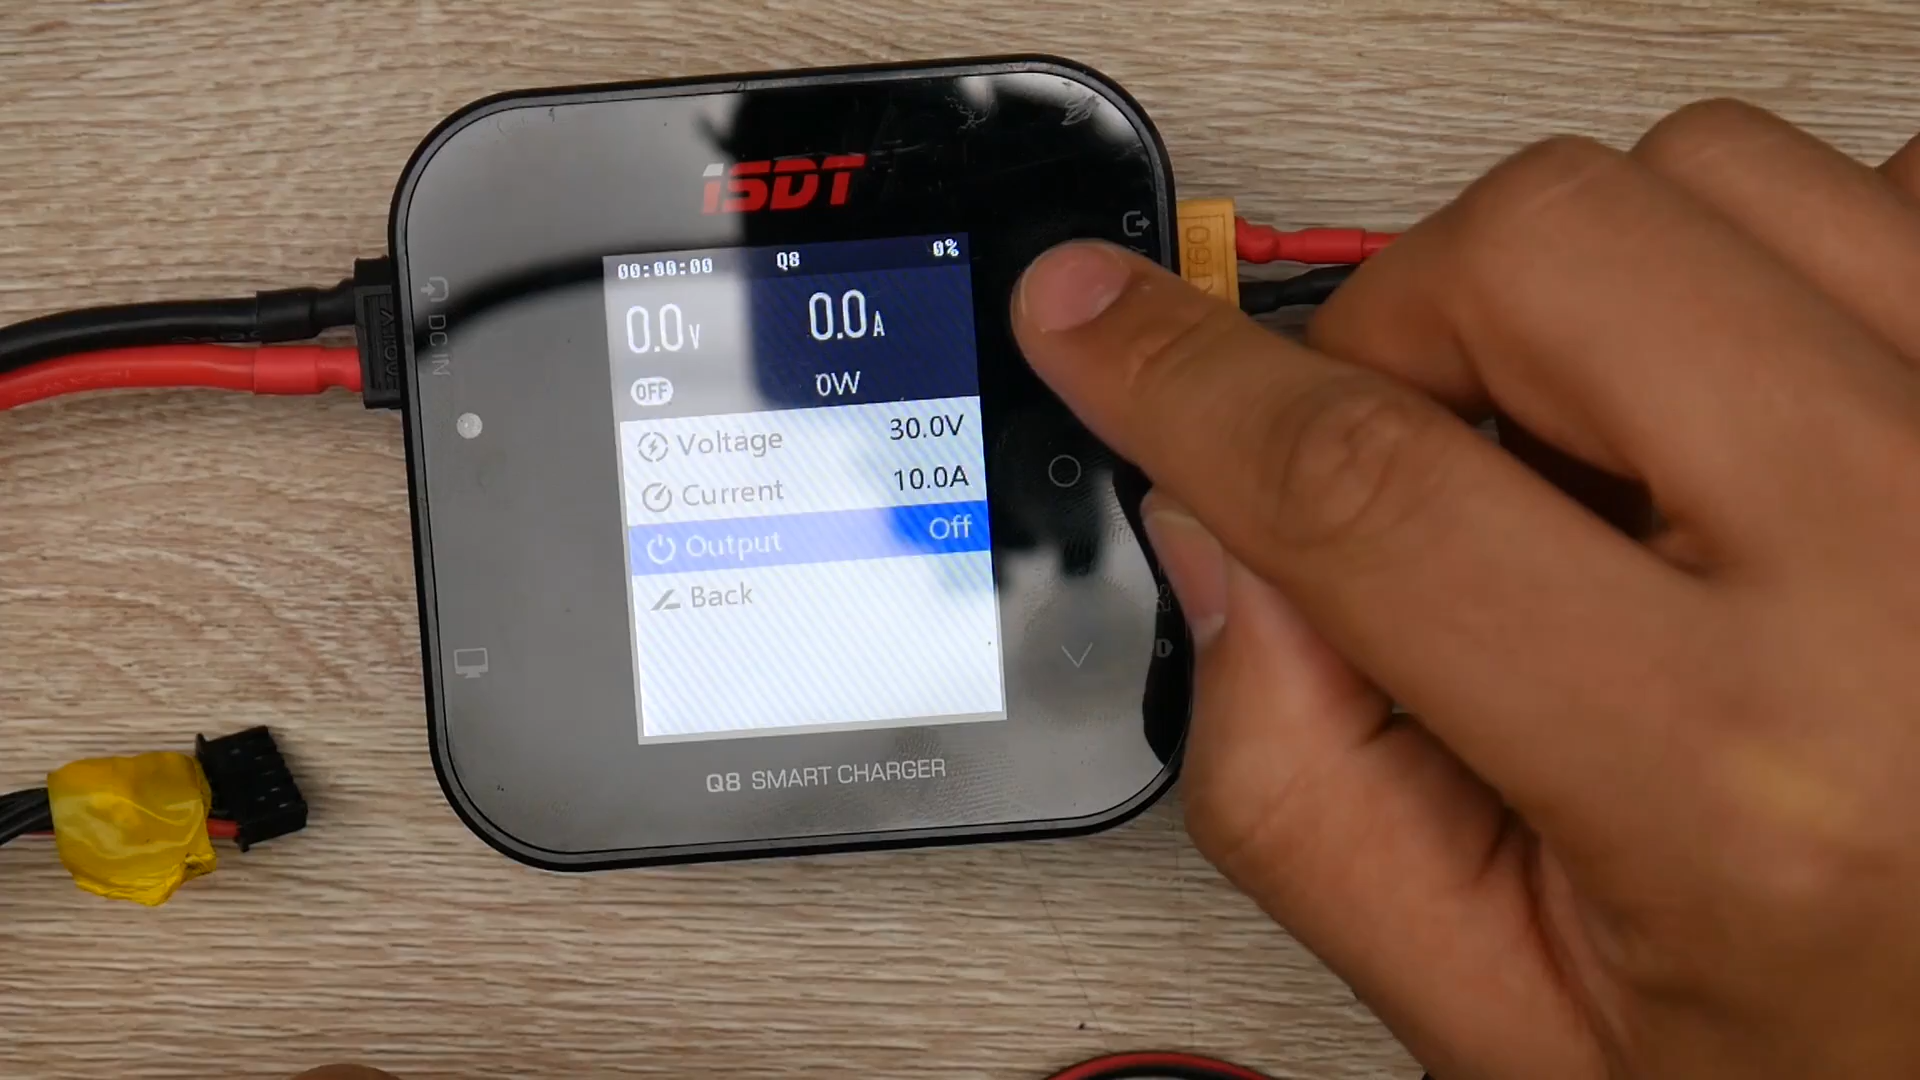 iSDT
00:00:00 Q8 0%
0.0V 0.0A
OFF 0W
Voltage 30.0V
Current 10.0A
Output Off
Back
Q8 SMART CHARGER
DC IN
XT60